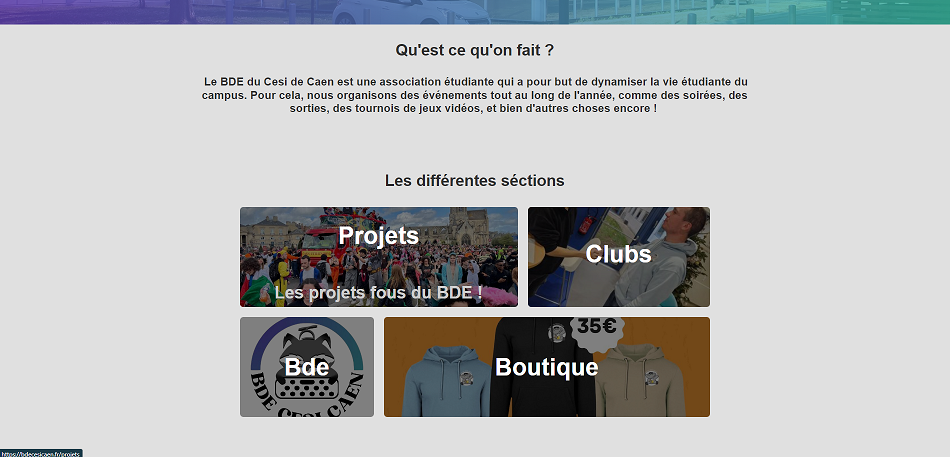 Qu'est ce qu'on fait ?
Le BDE du Cesi de Caen est une association étudiante qui a pour but de dynamiser la vie étudiante du
campus. Pour cela, nous organisons des événements tout au long de l'année, comme des soirées, des
sorties, des tournois de jeux vidéos, et bien d'autres choses encore !
Les différentes séctions
Projets
Les projets fous du BDE !
Clubs
Bde
BDE CESI CAEN
35€
Boutique
https://bdecesicaen.fr/projets